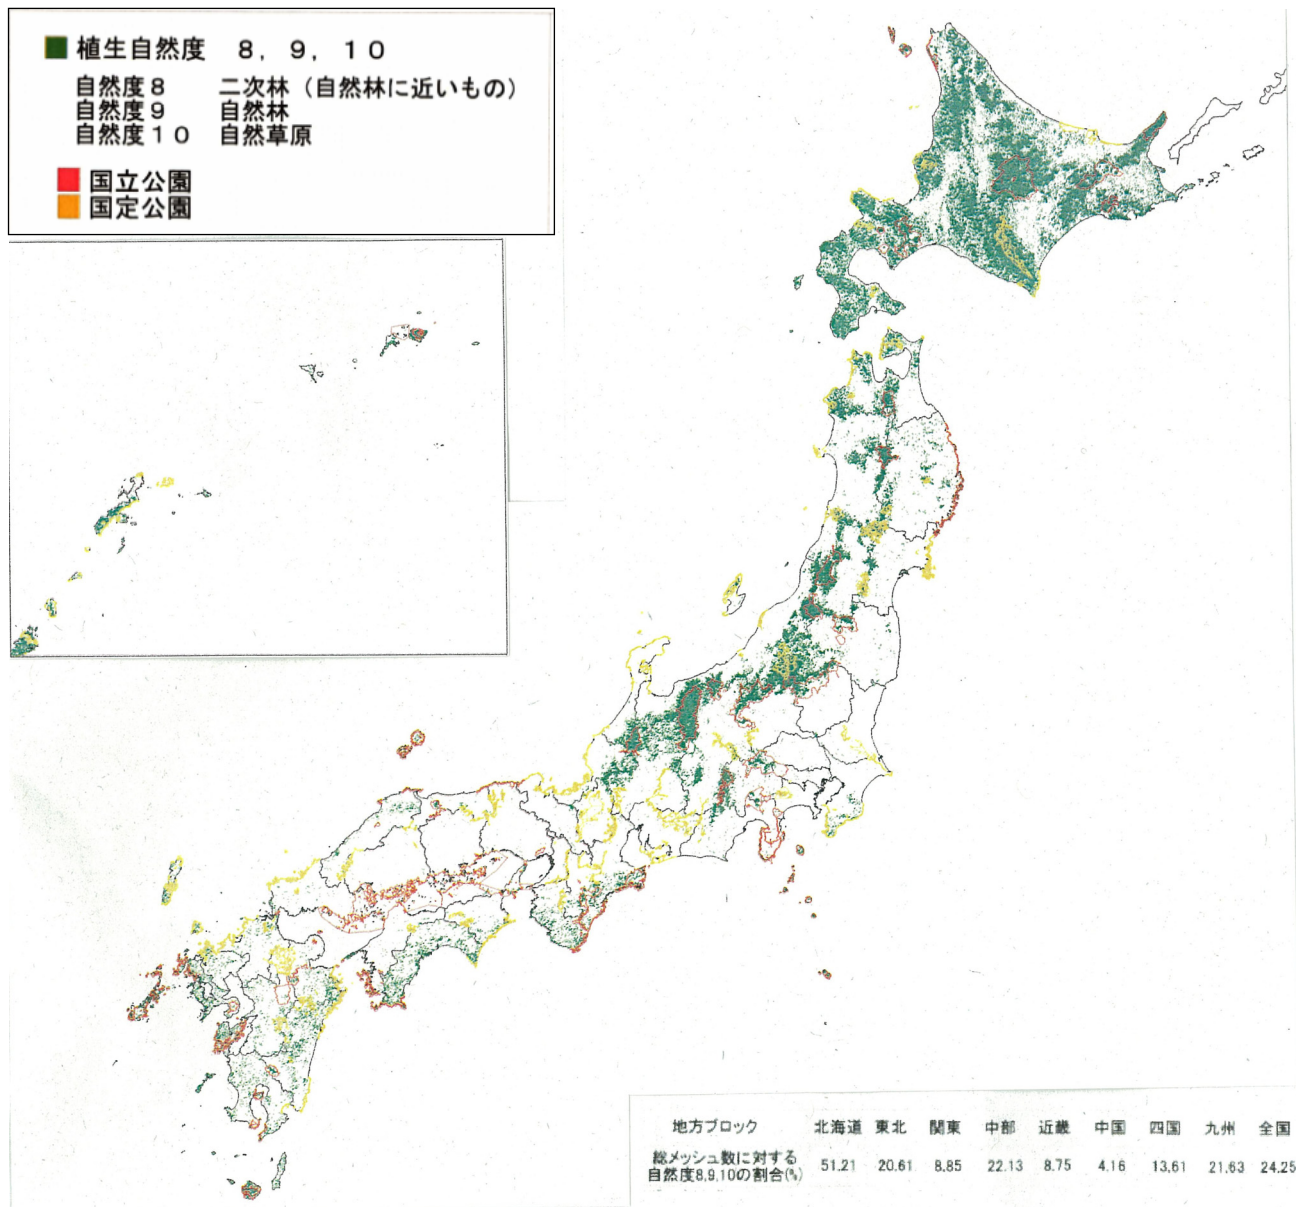 植生自然度 8, 9, 10
自然度8 二次林(自然林に近いもの)
自然度9 自然林
自然度10 自然草原
国立公園
国定公園
地方ブロック 北海道 東北 関東 中部 近畿 中国 四国 九州 全国
総メッシュ数に対する
自然度8,9,10の割合(%) 51.21 20.61 8.85 22.13 8.75 4.16 13.61 21.63 24.25